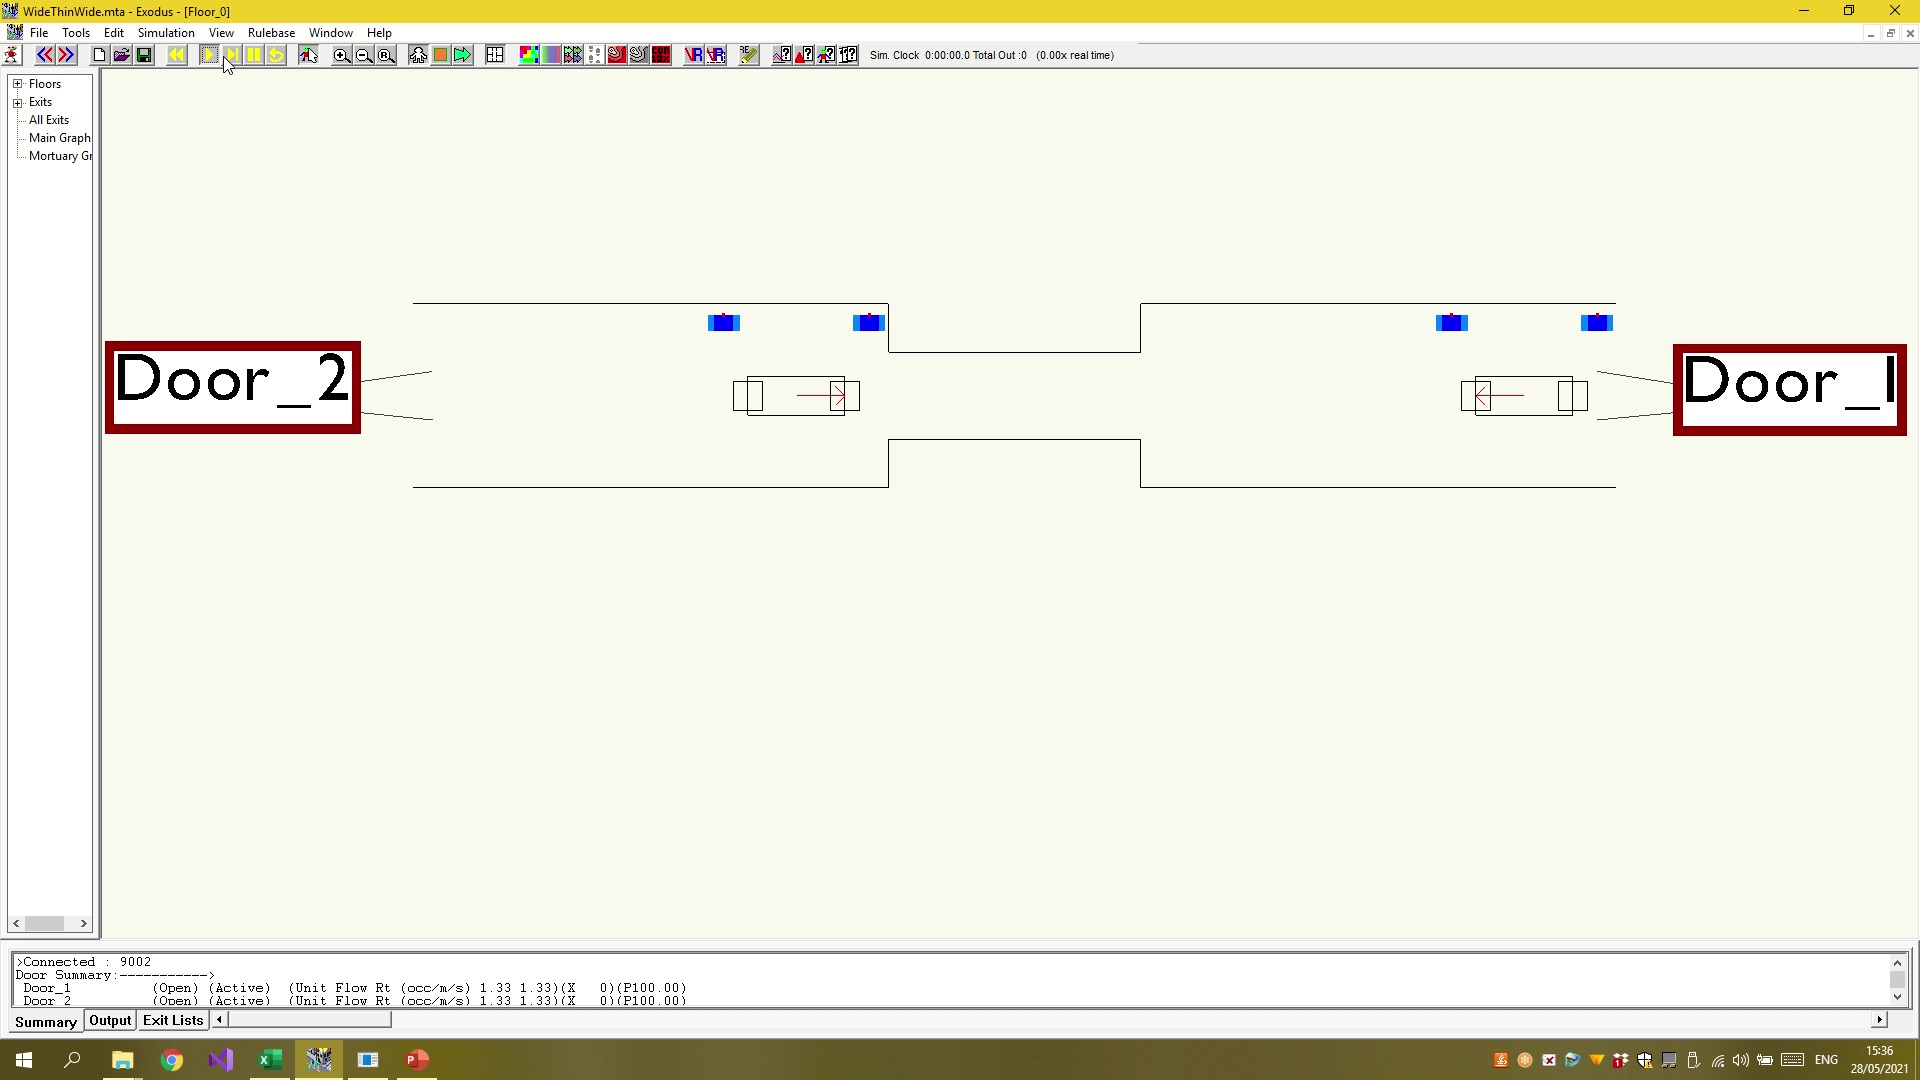 WideThinWide.mta - Exodus - [Floor_0]
File Tools Edit Simulation View Rulebase Window Help
Sim. Clock 0:00:00.0 Total Out :0 (0.00x real time)
Floors
Exits
All Exits
Main Graph
Mortuary Gr
Door_2
Door_1
>Connected : 9002
Door Summary:----------->
Door_1 (Open) (Active) (Unit Flow Rt (occ/m/s) 1.33 1.33)(X 0)(P100.00)
Door_2 (Open) (Active) (Unit Flow Rt (occ/m/s) 1.33 1.33)(X 0)(P100.00)
Summary Output Exit Lists
ENG
15:36
28/05/2021